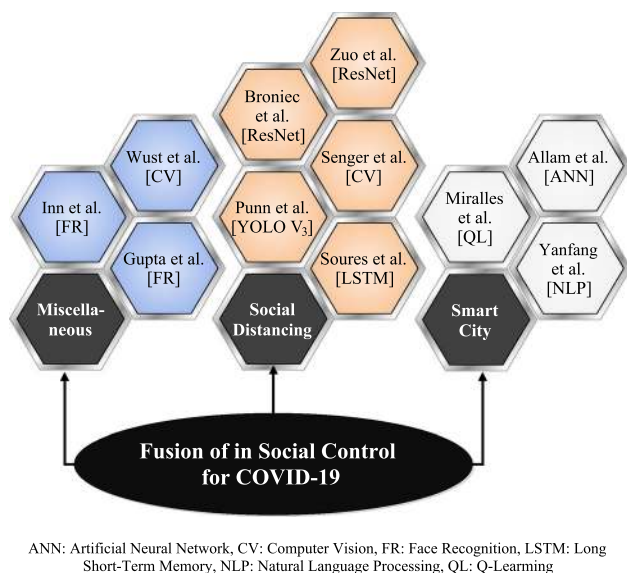 Zuo et al.
[ResNet]
Broniec
et al.
[ResNet]
Wust et al.
[CV]
Senger et al.
[CV]
Allam et al.
[ANN]
Inn et al.
[FR]
Punn et al.
[YOLO V3]
Miralles
et al.
[QL]
Gupta et al.
[FR]
Soures et al.
[LSTM]
Yanfang
et al.
[NLP]
Miscella-
neous
Social
Distancing
Smart
City
Fusion of in Social Control
for COVID-19
ANN: Artificial Neural Network, CV: Computer Vision, FR: Face Recognition, LSTM: Long
Short-Term Memory, NLP: Natural Language Processing, QL: Q-Learming